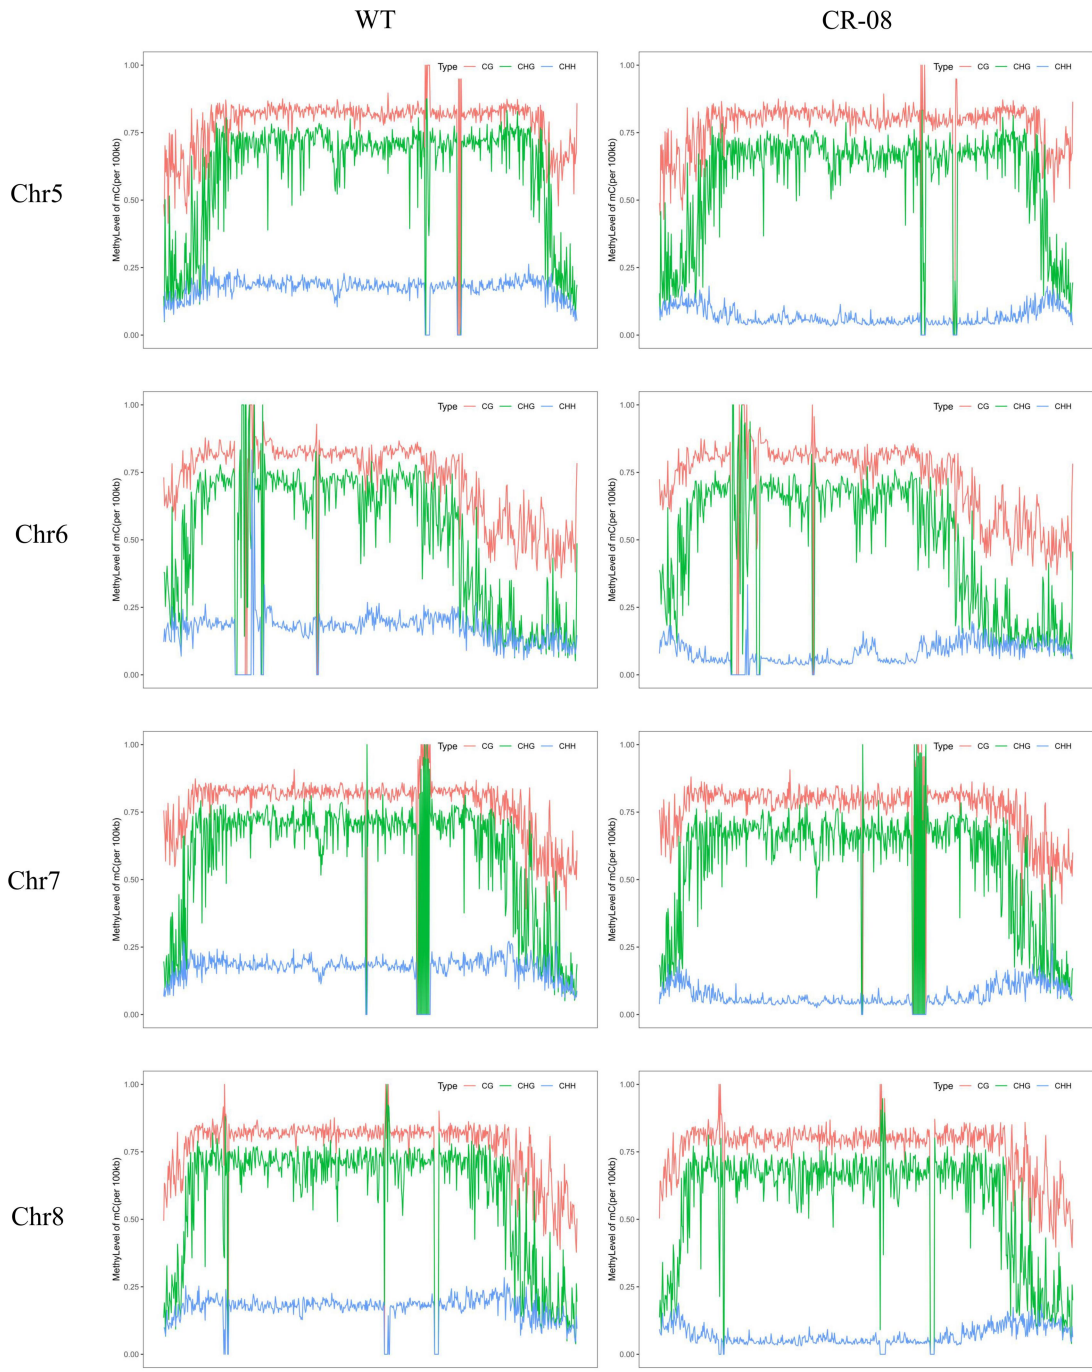 WT CR-08
Chr5
MethyLevel of mC(per 100kb)
1.00
0.75
0.50
0.25
0.00
Type CG CHG CHH
MethyLevel of mC(per 100kb)
1.00
0.75
0.50
0.25
0.00
Type CG CHG CHH
Chr6
MethyLevel of mC(per 100kb)
1.00
0.75
0.50
0.25
0.00
Type CG CHG CHH
MethyLevel of mC(per 100kb)
1.00
0.75
0.50
0.25
0.00
Type CG CHG CHH
Chr7
MethyLevel of mC(per 100kb)
1.00
0.75
0.50
0.25
0.00
Type CG CHG CHH
MethyLevel of mC(per 100kb)
1.00
0.75
0.50
0.25
0.00
Type CG CHG CHH
Chr8
MethyLevel of mC(per 100kb)
1.00
0.75
0.50
0.25
0.00
Type CG CHG CHH
MethyLevel of mC(per 100kb)
1.00
0.75
0.50
0.25
0.00
Type CG CHG CHH